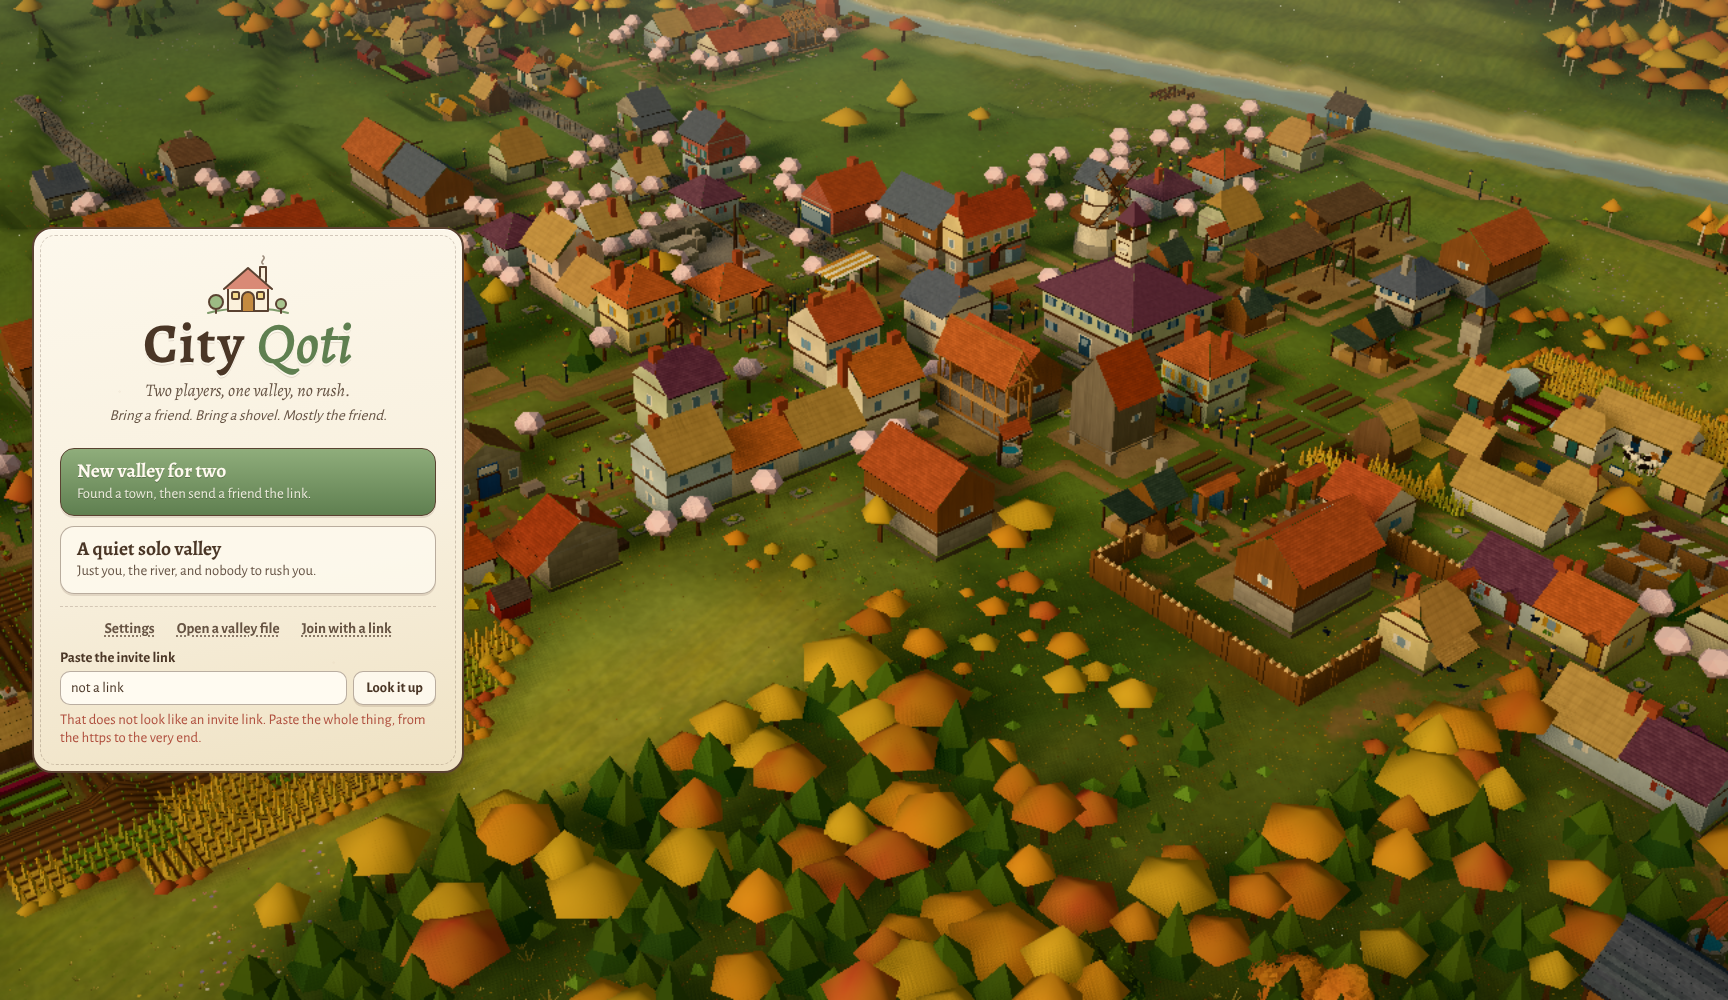 City Qoti
Two players, one valley, no rush.
Bring a friend. Bring a shovel. Mostly the friend.
New valley for two
Found a town, then send a friend the link.
A quiet solo valley
Just you, the river, and nobody to rush you.
Settings Open a valley file Join with a link
Paste the invite link
not a link Look it up
That does not look like an invite link. Paste the whole thing, from
the https to the very end.